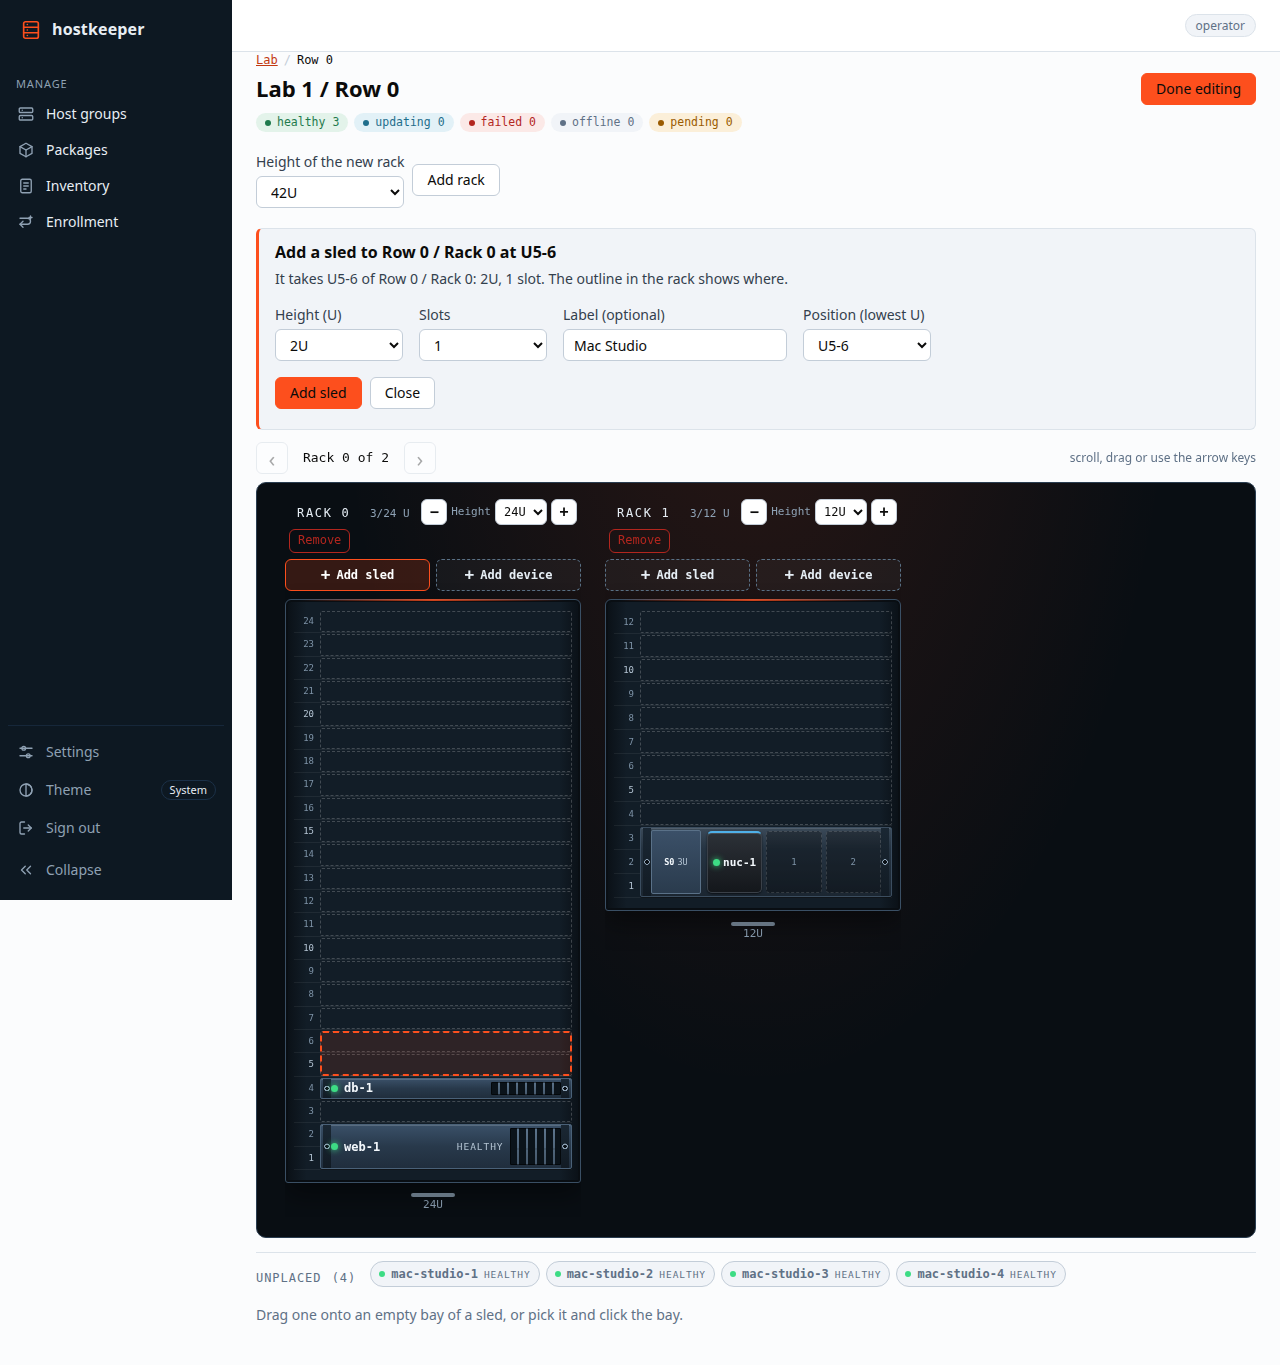 hostkeeper
operator
MANAGE
Host groups
Packages
Inventory
Enrollment
Settings
Theme System
Sign out
Collapse
Lab / Row 0
Lab 1 / Row 0
Done editing
healthy 3 updating 0 failed 0 offline 0 pending 0
Height of the new rack
42U
Add rack
Add a sled to Row 0 / Rack 0 at U5-6
It takes U5-6 of Row 0 / Rack 0: 2U, 1 slot. The outline in the rack shows where.
Height (U) Slots Label (optional) Position (lowest U)
2U 1 Mac Studio U5-6
Add sled Close
‹ Rack 0 of 2 ›
scroll, drag or use the arrow keys
RACK 0 3/24 U − Height 24U +
Remove
+ Add sled + Add device
24
23
22
21
20
19
18
17
16
15
14
13
12
11
10
9
8
7
6
5
4 db-1
3
2
web-1 HEALTHY
1
24U
RACK 1 3/12 U − Height 12U +
Remove
+ Add sled + Add device
12
11
10
9
8
7
6
5
4
3
2 S0 3U nuc-1 1 2
1
12U
UNPLACED (4) mac-studio-1 HEALTHY mac-studio-2 HEALTHY mac-studio-3 HEALTHY mac-studio-4 HEALTHY
Drag one onto an empty bay of a sled, or pick it and click the bay.